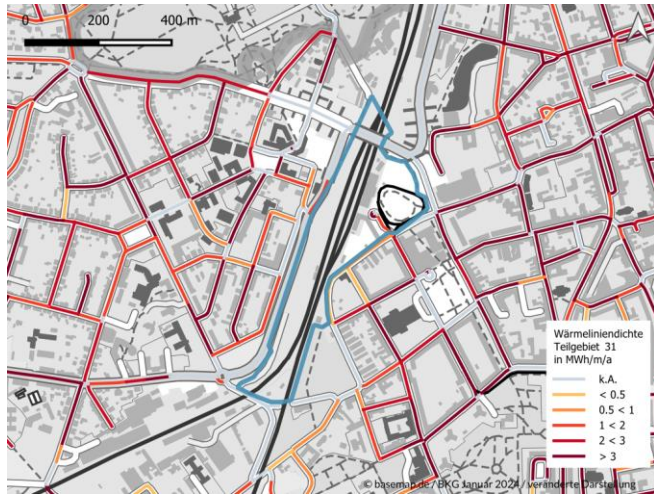 0 200 400 m
Wärmeliniendichte
Teilgebiet 31
in MWh/m/a
k.A.
< 0.5
0.5 < 1
1 < 2
2 < 3
> 3
© basemap.de / BKG Januar 2024 / veränderte Darstellung